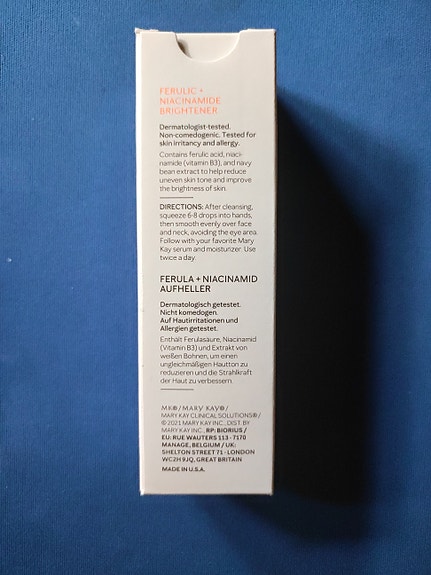 FERULIC +
NIACINAMIDE
BRIGHTENER
Dermatologist-tested.
Non-comedogenic. Tested for
skin irritancy and allergy.
Contains ferulic acid, niaci-
namide (vitamin B3), and navy
bean extract to help reduce
uneven skin tone and improve
the brightness of skin.
DIRECTIONS: After cleansing,
squeeze 6-8 drops into hands,
then smooth evenly over face
and neck, avoiding the eye area.
Follow with your favorite Mary
Kay serum and moisturizer. Use
twice a day.
FERULA + NIACINAMID
AUFHELLER
Dermatologisch getestet.
Nicht komedogen.
Auf Hautirritationen und
Allergien getestet.
Enthält Ferulasäure, Niacinamid
(Vitamin B3) und Extrakt von
weißen Bohnen, um einen
ungleichmäßigen Hautton zu
reduzieren und die Strahlkraft
der Haut zu verbessern.
MK®/MARY KAY®/
MARY KAY CLINICAL SOLUTIONS®/
© 2021 MARY KAY INC., DIST. BY
MARY KAY INC., RP: BIORIUS /
EU: RUE WAUTERS 113 · 7170
MANAGE, BELGIUM / UK:
SHELTON STREET 71 · LONDON
WC2H 9JQ, GREAT BRITAIN
MADE IN U.S.A.